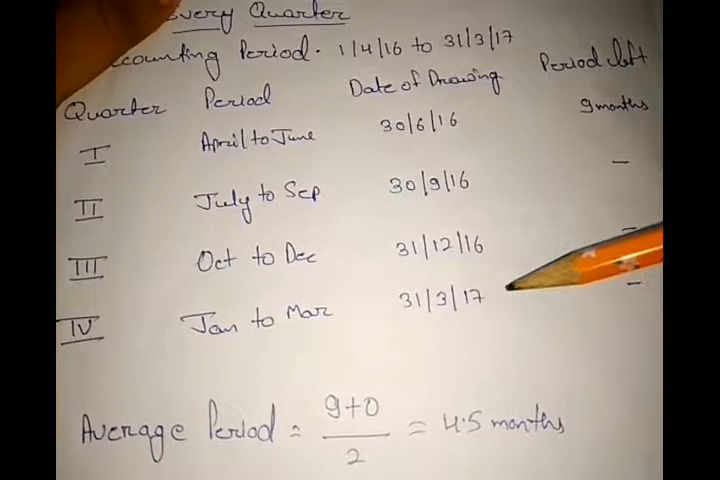 every Quarter
ccounting Period. 1/4/16 to 31/3/17
Quarter Period Date of Drawing Period left
I April to June 30/6/16 9 months
II July to Sep 30/9/16 -
III Oct to Dec 31/12/16 -
IV Jan to Mar 31/3/17 -
Average Period = 9+0/2 = 4.5 months